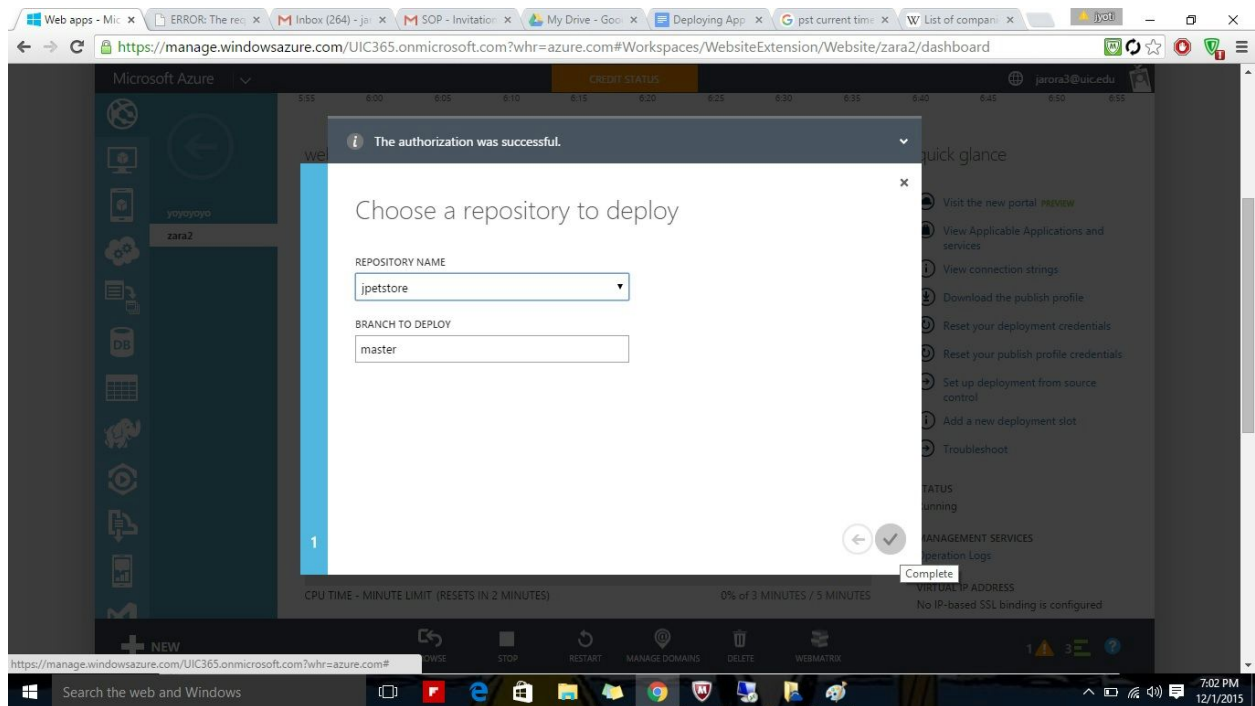 Web apps - Mic
ERROR: The req
Inbox (264) - ja
SOP - Invitation
My Drive - Goo
Deploying App
pst current time
List of compani
jyoti
https://manage.windowsazure.com/UIC365.onmicrosoft.com?whr=azure.com#Workspaces/WebsiteExtension/Website/zara2/dashboard
Microsoft Azure
CREDIT STATUS
jarora3@uic.edu
5:55 6:00 6:05 6:10 6:15 6:20 6:25 6:30 6:35 6:40 6:45 6:50 6:55
The authorization was successful.
quick glance
Choose a repository to deploy
REPOSITORY NAME
jpetstore
BRANCH TO DEPLOY
master
1
yoyoyoyo
zara2
DB
Visit the new portal PREVIEW
View Applicable Applications and
services
View connection strings
Download the publish profile
Reset your deployment credentials
Reset your publish profile credentials
Set up deployment from source
control
Add a new deployment slot
Troubleshoot
MANAGEMENT SERVICES
Operation Logs
Complete
VIRTUAL IP ADDRESS
No IP-based SSL binding is configured
CPU TIME - MINUTE LIMIT (RESETS IN 2 MINUTES)
0% of 3 MINUTES / 5 MINUTES
NEW
STOP
RESTART
MANAGE DOMAINS
DELETE
WEBMATRIX
1
3
https://manage.windowsazure.com/UIC365.onmicrosoft.com?whr=azure.com#
Search the web and Windows
7:02 PM
12/1/2015